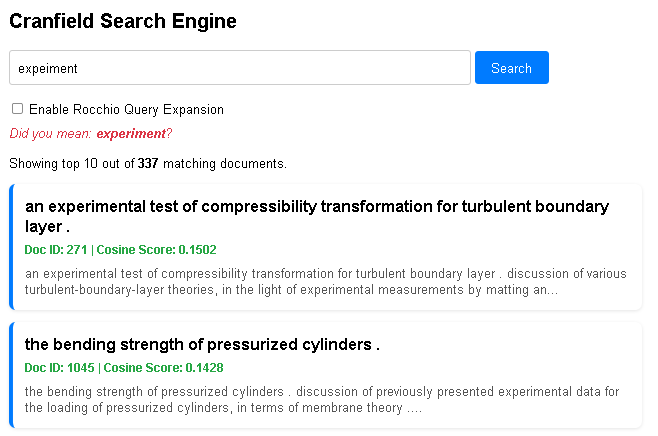 Cranfield Search Engine
expeiment
Search
Enable Rocchio Query Expansion
Did you mean: experiment?
Showing top 10 out of 337 matching documents.
an experimental test of compressibility transformation for turbulent boundary
layer .
Doc ID: 271 | Cosine Score: 0.1502
an experimental test of compressibility transformation for turbulent boundary layer . discussion of various
turbulent-boundary-layer theories, in the light of experimental measurements by matting an...
the bending strength of pressurized cylinders .
Doc ID: 1045 | Cosine Score: 0.1428
the bending strength of pressurized cylinders . discussion of previously presented experimental data for
the loading of pressurized cylinders, in terms of membrane theory ....